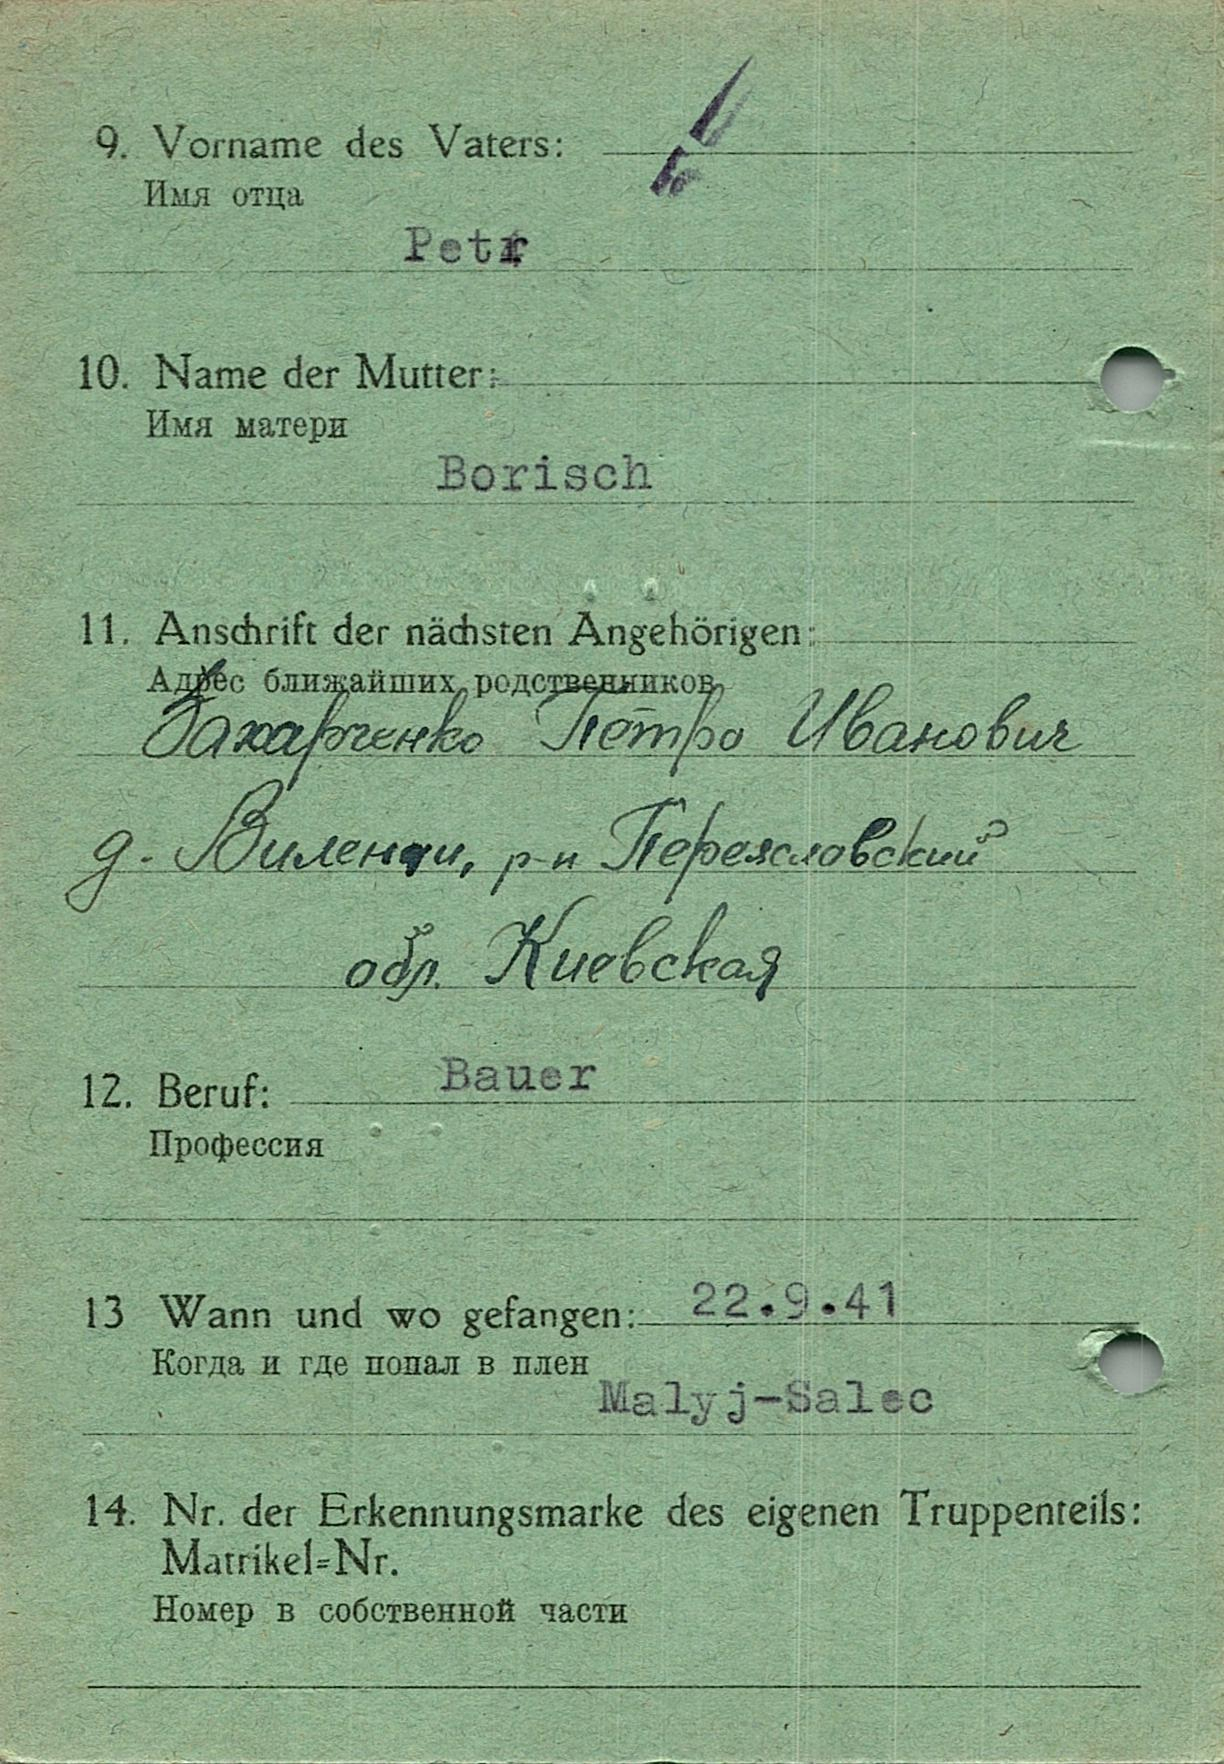 9. Vorname des Vaters:
Имя отца
Petr
10. Name der Mutter:
Имя матери
Borisch
11. Anschrift der nächsten Angehörigen:
Адрес ближайших родственников
Захарченко Пётро Иванович
д. Виленчи, р-н Переясловский
обл. Киевская
12. Beruf: Bauer
Профессия
13 Wann und wo gefangen: 22.9.41
Когда и где попал в плен
Malyj-Salec
14. Nr. der Erkennungsmarke des eigenen Truppenteils:
Matrikel=Nr.
Номер в собственной части